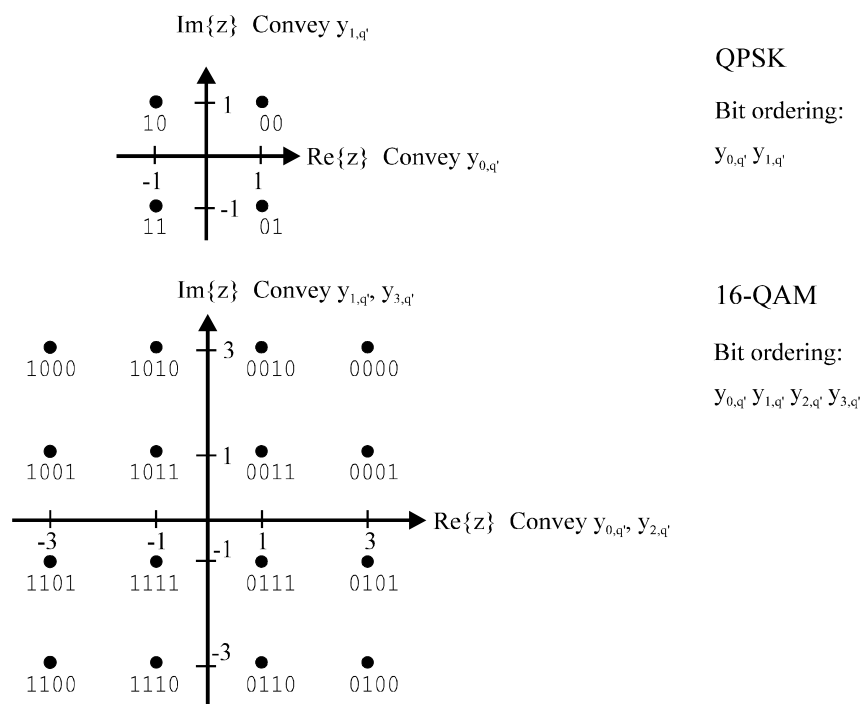 Im{z} Convey y1,q'
QPSK
Bit ordering:
y0,q' y1,q'
1
10 00
Re{z} Convey y0,q'
-1 1
-1
11 01
Im{z} Convey y1,q', y3,q'
16-QAM
Bit ordering:
y0,q' y1,q' y2,q' y3,q'
3
1000 1010 0010 0000
1
1001 1011 0011 0001
Re{z} Convey y0,q', y2,q'
-3 -1 1 3
-1
1101 1111 0111 0101
-3
1100 1110 0110 0100